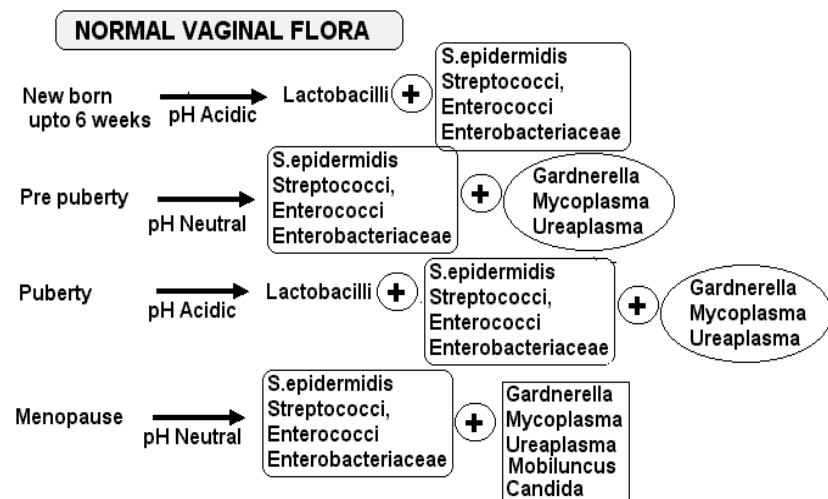 NORMAL VAGINAL FLORA
New born
upto 6 weeks
pH Acidic
Lactobacilli
+
S.epidermidis
Streptococci,
Enterococci
Enterobacteriaceae
Pre puberty
pH Neutral
S.epidermidis
Streptococci,
Enterococci
Enterobacteriaceae
+
Gardnerella
Mycoplasma
Ureaplasma
Puberty
pH Acidic
Lactobacilli
+
S.epidermidis
Streptococci,
Enterococci
Enterobacteriaceae
+
Gardnerella
Mycoplasma
Ureaplasma
Menopause
pH Neutral
S.epidermidis
Streptococci,
Enterococci
Enterobacteriaceae
+
Gardnerella
Mycoplasma
Ureaplasma
Mobiluncus
Candida